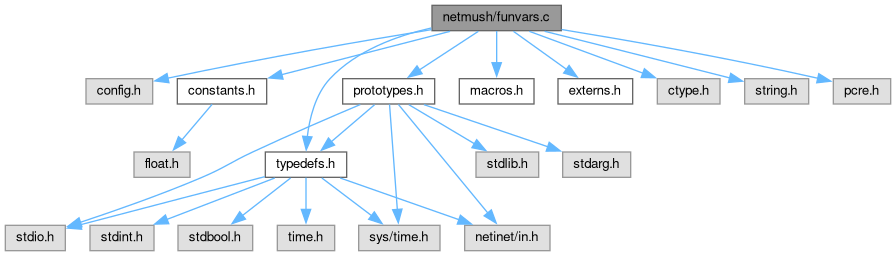 netmush/funvars.c
config.h
constants.h
prototypes.h
macros.h
externs.h
ctype.h
string.h
pcre.h
float.h
typedefs.h
stdlib.h
stdarg.h
stdio.h
stdint.h
stdbool.h
time.h
sys/time.h
netinet/in.h